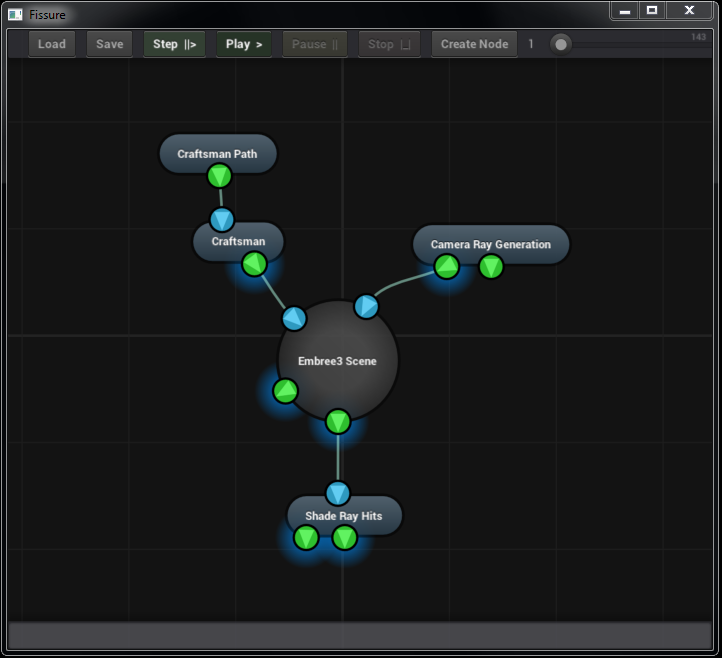 Fissure
Load Save Step ||> Play > Pause || Stop |_| Create Node 1 143
Craftsman Path
Craftsman
Camera Ray Generation
Embree3 Scene
Shade Ray Hits